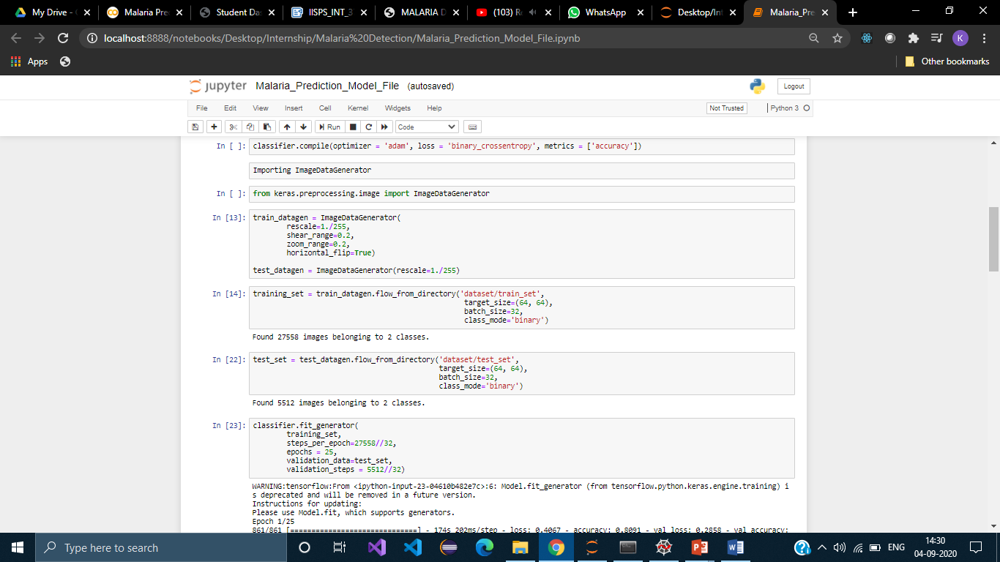 My Drive - G
Malaria Pre
Student Das
IISPS_INT_3
MALARIA D
(103) R
WhatsApp
Desktop/Int
Malaria_Pre
localhost:8888/notebooks/Desktop/Internship/Malaria%20Detection/Malaria_Prediction_Model_File.ipynb
K
Apps
Other bookmarks
jupyter Malaria_Prediction_Model_File (autosaved)
Logout
File Edit View Insert Cell Kernel Widgets Help
Not Trusted
Python 3
Run
Code
In [ ]: classifier.compile(optimizer = 'adam', loss = 'binary_crossentropy', metrics = ['accuracy'])
Importing ImageDataGenerator
In [ ]: from keras.preprocessing.image import ImageDataGenerator
In [13]: train_datagen = ImageDataGenerator(
rescale=1./255,
shear_range=0.2,
zoom_range=0.2,
horizontal_flip=True)
test_datagen = ImageDataGenerator(rescale=1./255)
In [14]: training_set = train_datagen.flow_from_directory('dataset/train_set',
target_size=(64, 64),
batch_size=32,
class_mode='binary')
Found 27558 images belonging to 2 classes.
In [22]: test_set = test_datagen.flow_from_directory('dataset/test_set',
target_size=(64, 64),
batch_size=32,
class_mode='binary')
Found 5512 images belonging to 2 classes.
In [23]: classifier.fit_generator(
training_set,
steps_per_epoch=27558//32,
epochs = 25,
validation_data=test_set,
validation_steps = 5512//32)
WARNING:tensorflow:From <ipython-input-23-04610b482e7c>:6: Model.fit_generator (from tensorflow.python.keras.engine.training) i
s deprecated and will be removed in a future version.
Instructions for updating:
Please use Model.fit, which supports generators.
Epoch 1/25
861/861 [==============================] - 174s 202ms/step - loss: 0.4067 - accuracy: 0.8091 - val_loss: 0.2858 - val_accuracy:
Type here to search
ENG
14:30
04-09-2020